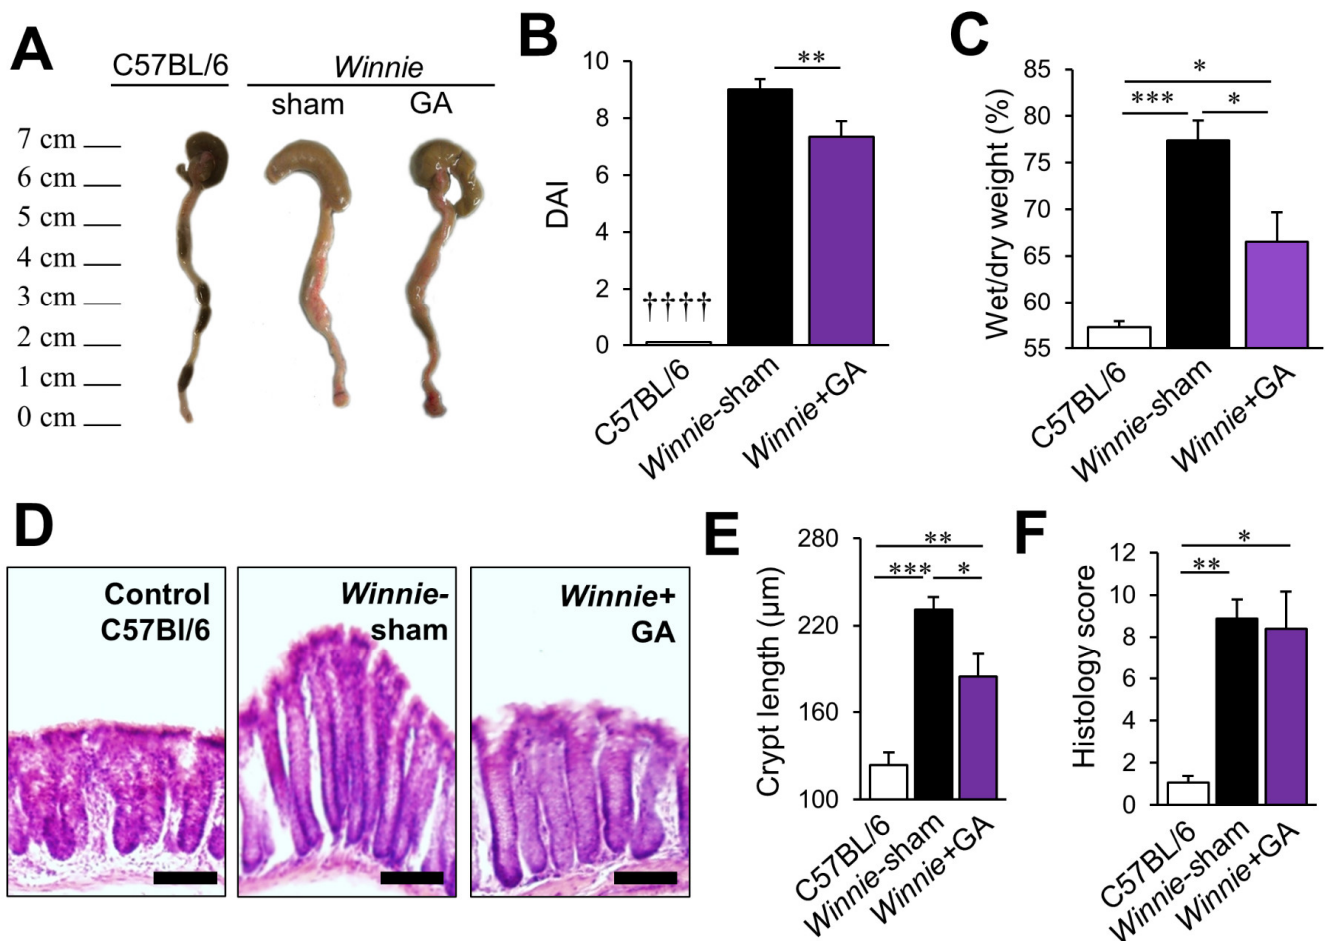 A
C57BL/6
Winnie
sham
GA
7 cm
6 cm
5 cm
4 cm
3 cm
2 cm
1 cm
0 cm
B
DAI
10
8
6
4
2
0
**
††††
C57BL/6
Winnie-sham
Winnie+GA
C
Wet/dry weight (%)
85
80
75
70
65
60
55
*
***
*
C57BL/6
Winnie-sham
Winnie+GA
D
Control
C57Bl/6
Winnie-
sham
Winnie+
GA
E
Crypt length (µm)
280
220
160
100
**
***
*
C57BL/6
Winnie-sham
Winnie+GA
F
Histology score
12
10
8
6
4
2
0
*
**
C57BL/6
Winnie-sham
Winnie+GA